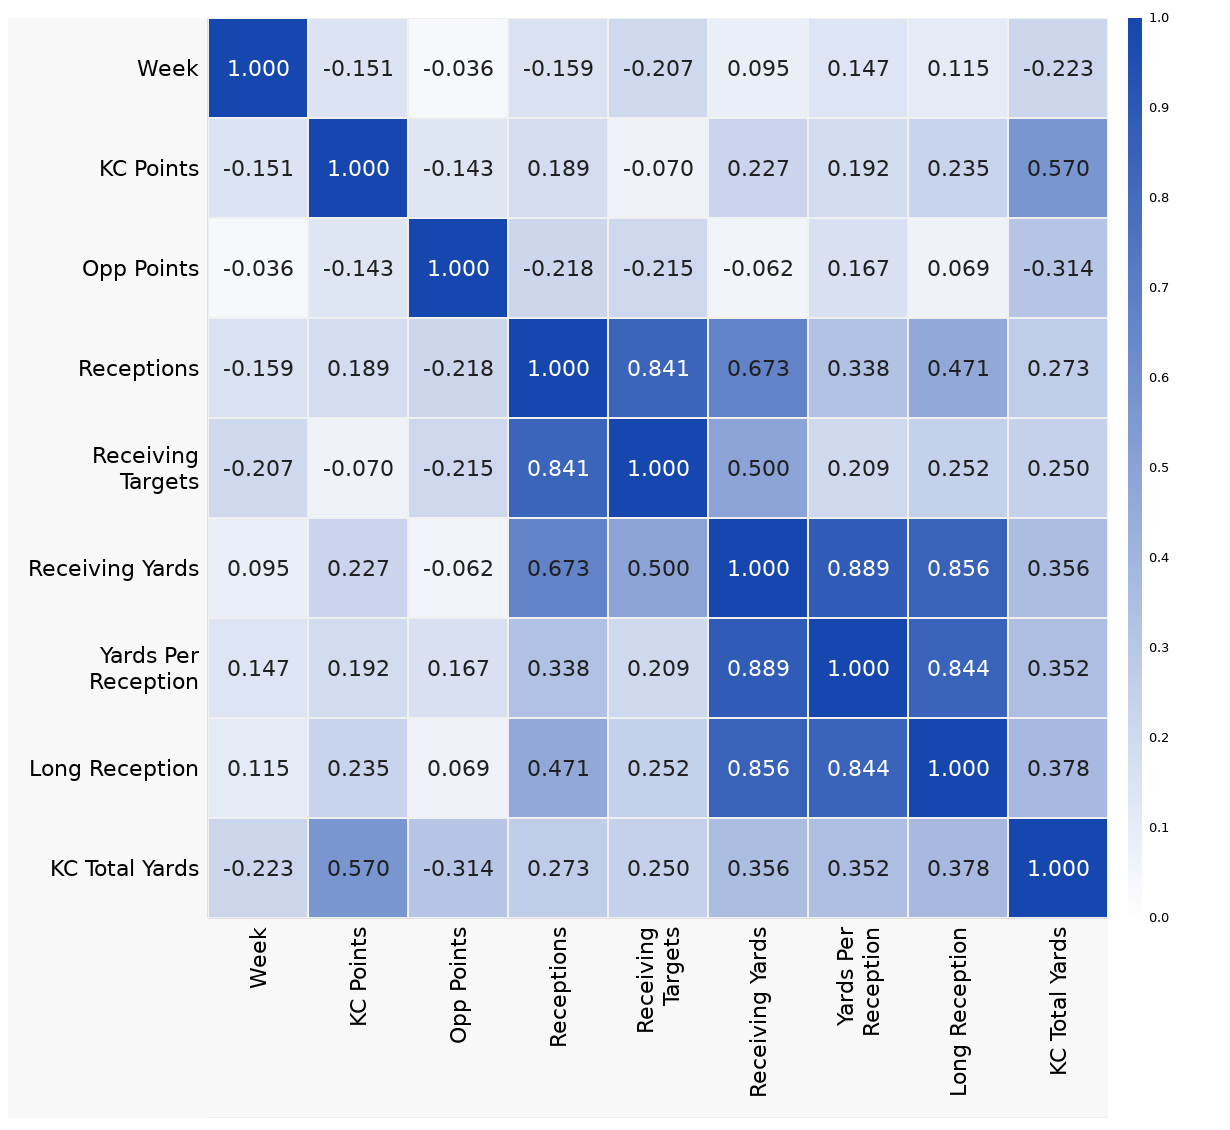 Week 1.000 -0.151 -0.036 -0.159 -0.207 0.095 0.147 0.115 -0.223
KC Points -0.151 1.000 -0.143 0.189 -0.070 0.227 0.192 0.235 0.570
Opp Points -0.036 -0.143 1.000 -0.218 -0.215 -0.062 0.167 0.069 -0.314
Receptions -0.159 0.189 -0.218 1.000 0.841 0.673 0.338 0.471 0.273
Receiving
Targets -0.207 -0.070 -0.215 0.841 1.000 0.500 0.209 0.252 0.250
Receiving Yards 0.095 0.227 -0.062 0.673 0.500 1.000 0.889 0.856 0.356
Yards Per
Reception 0.147 0.192 0.167 0.338 0.209 0.889 1.000 0.844 0.352
Long Reception 0.115 0.235 0.069 0.471 0.252 0.856 0.844 1.000 0.378
KC Total Yards -0.223 0.570 -0.314 0.273 0.250 0.356 0.352 0.378 1.000
Week
KC Points
Opp Points
Receptions
Receiving
Targets
Receiving Yards
Yards Per
Reception
Long Reception
KC Total Yards
1.0
0.9
0.8
0.7
0.6
0.5
0.4
0.3
0.2
0.1
0.0